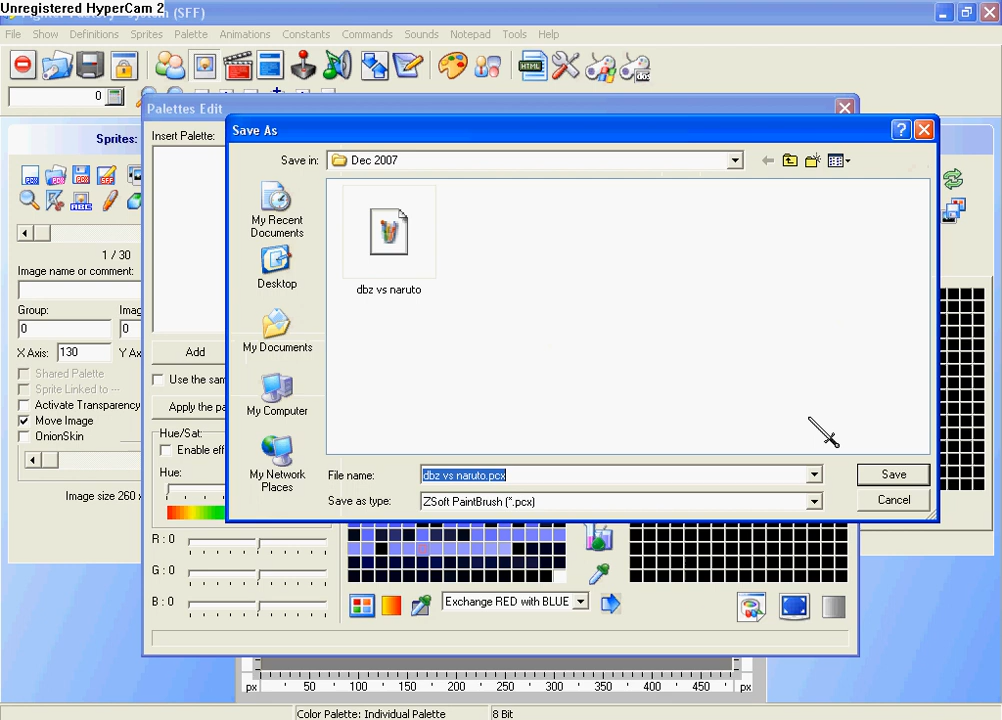 Unregistered HyperCam 2
(SFF)
File Show Definitions Sprites Palette Animations Constants Commands Sounds Notepad Tools Help
HTML
0
Palettes Edit
Sprites:
Insert Palette:
Save As
Save in: Dec 2007
My Recent Documents
Desktop
My Documents
My Computer
My Network Places
dbz vs naruto
File name: dbz vs naruto.pcx
Save as type: ZSoft PaintBrush (*.pcx)
Save
Cancel
1 / 30
Image name or comment:
Group:
0
0
X Axis: 130
Shared Palette
Sprite Linked to ---
Activate Transparency
Move Image
OnionSkin
Add
Hue/Sat:
Hue:
R : 0
G : 0
B : 0
Exchange RED with BLUE
px 50 100 150 200 250 300 350 400 450 px
Color Palette: Individual Palette 8 Bit